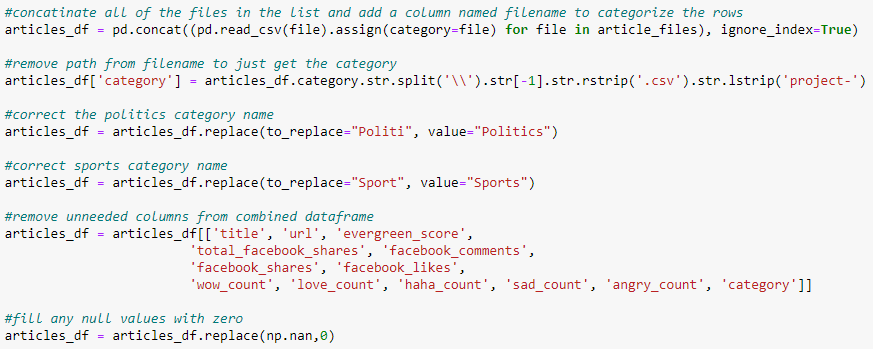 #concatinate all of the files in the list and add a column named filename to categorize the rows
articles_df = pd.concat((pd.read_csv(file).assign(category=file) for file in article_files), ignore_index=True)
#remove path from filename to just get the category
articles_df['category'] = articles_df.category.str.split('\\').str[-1].str.rstrip('.csv').str.lstrip('project-')
#correct the politics category name
articles_df = articles_df.replace(to_replace="Politi", value="Politics")
#correct sports category name
articles_df = articles_df.replace(to_replace="Sport", value="Sports")
#remove unneeded columns from combined dataframe
articles_df = articles_df[['title', 'url', 'evergreen_score',
'total_facebook_shares', 'facebook_comments',
'facebook_shares', 'facebook_likes',
'wow_count', 'love_count', 'haha_count', 'sad_count', 'angry_count', 'category']]
#fill any null values with zero
articles_df = articles_df.replace(np.nan,0)